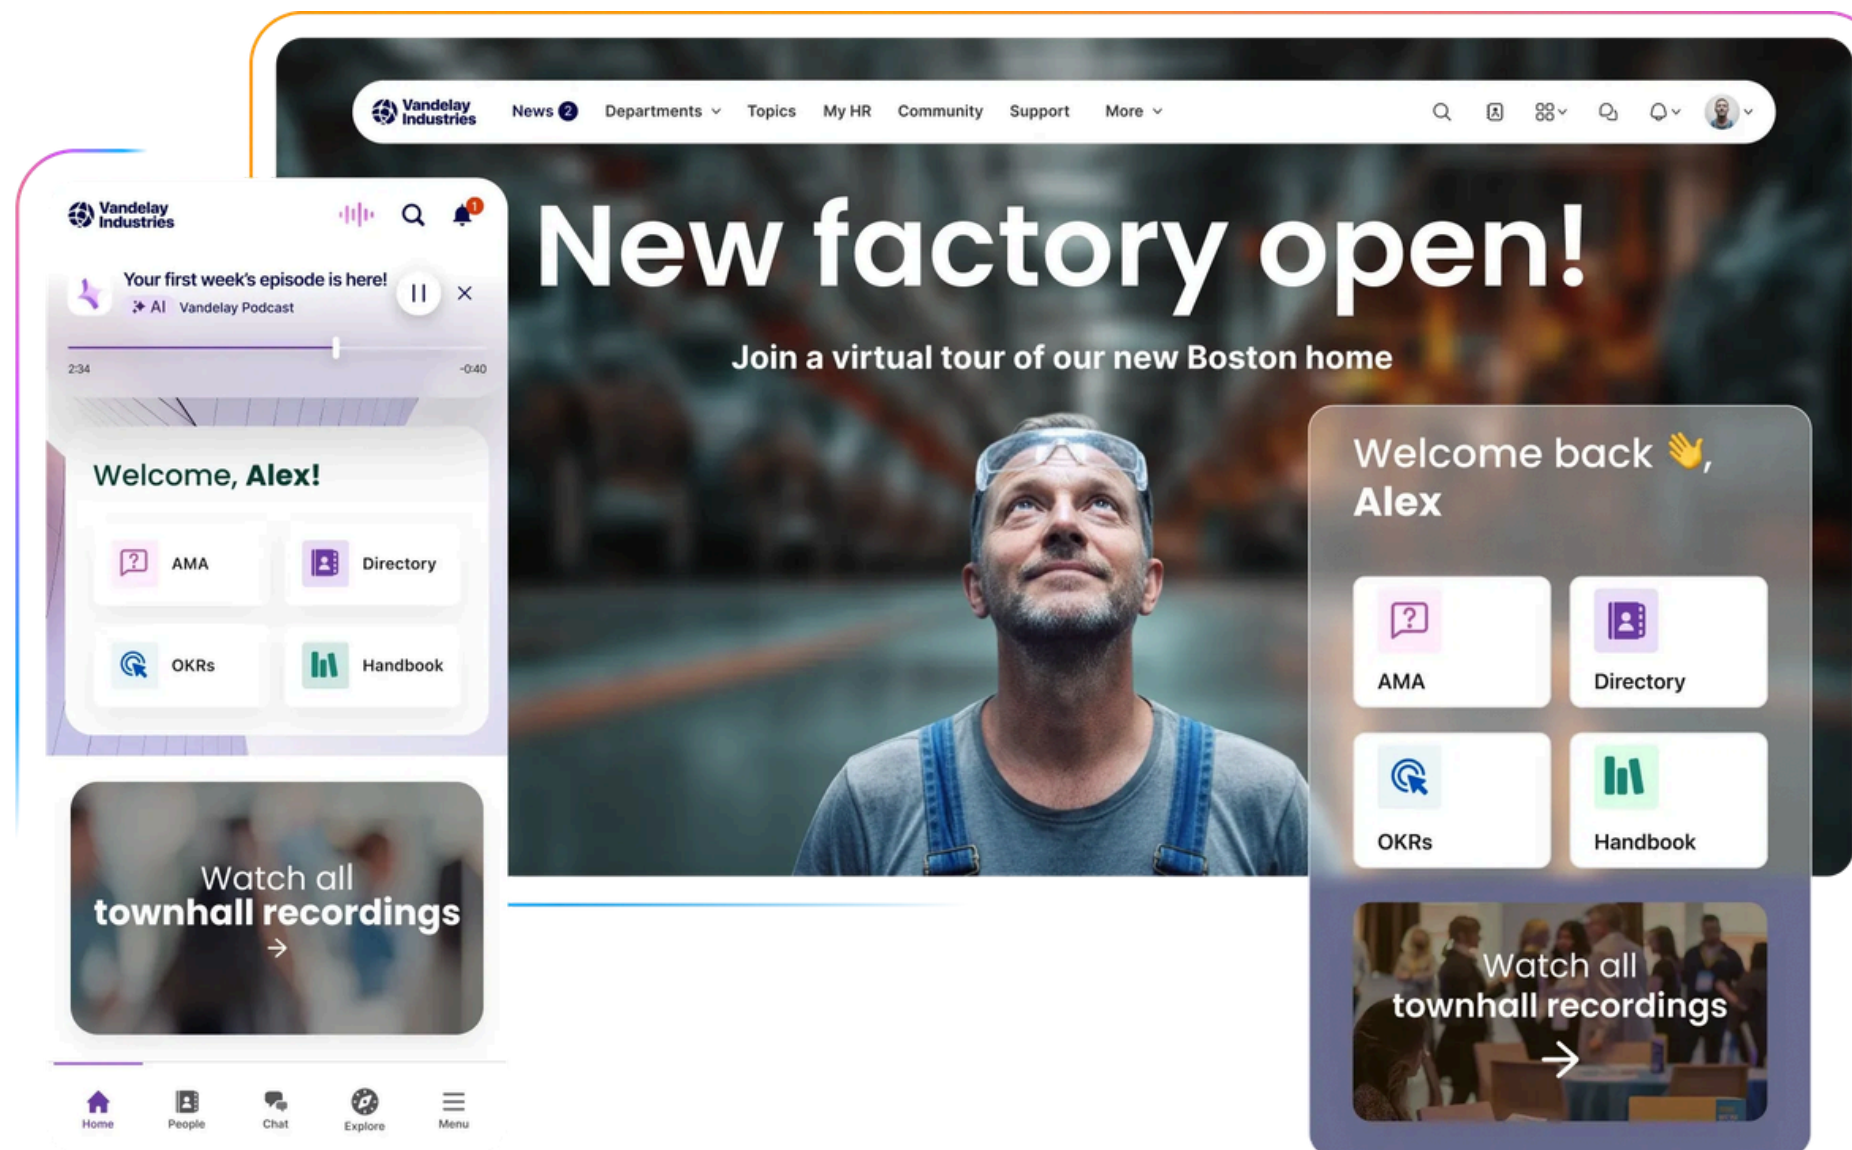 Vandelay
Industries
News 2
Departments
Topics
My HR
Community
Support
More
New factory open!
Join a virtual tour of our new Boston home
Vandelay
Industries
1
Your first week's episode is here!
AI Vandelay Podcast
2:34
-0:40
Welcome, Alex!
AMA
Directory
OKRs
Handbook
Watch all
townhall recordings
Home
People
Chat
Explore
Menu
Welcome back 👋,
Alex
AMA
Directory
OKRs
Handbook
Watch all
townhall recordings